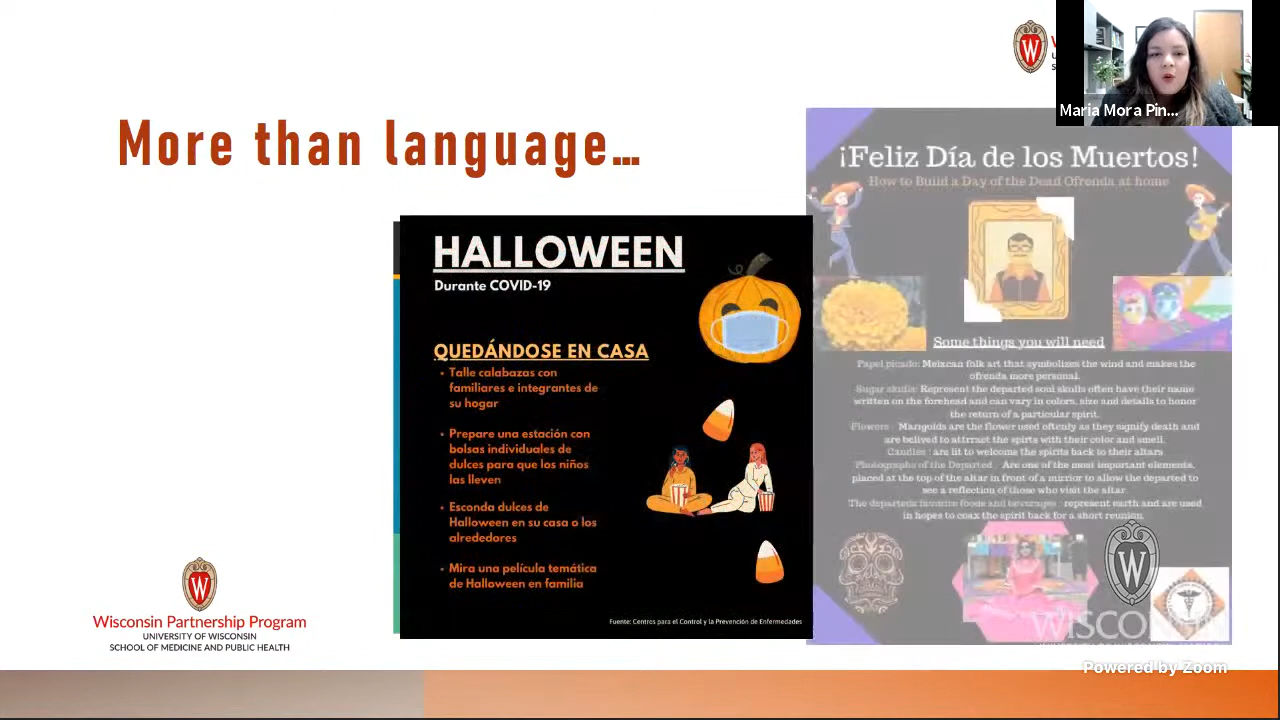 W
Maria Mora Pin...
More than language...
¡Feliz Día de los Muertos!
How to Build a Day of the Dead Ofrenda at home
HALLOWEEN
Durante COVID-19
QUEDÁNDOSE EN CASA
• Talle calabazas con
familiares e integrantes de
su hogar
• Prepare una estación con
bolsas individuales de
dulces para que los niños
las lleven
• Esconda dulces de
Halloween en su casa o los
alrededores
• Mira una película temática
de Halloween en familia
Fuente: Centros para el Control y la Prevención de Enfermedades
Some things you will need
Papel picado: Meixcan folk art that symbolizes the wind and makes the
ofrenda more personal.
Sugar skulls: Represent the departed soul skulls often have their name
written on the forehead and can vary in colors, size and details to honor
the return of a particular spirit.
Flowers : Marigolds are the flower used oftenly as they signify death and
are belived to attrract the spirts with their color and smell.
Candles : are lit to welcome the spirits back to their altars
Photographs of the Departed : Are one of the most important elements,
placed at the top of the altar in front of a mirrior to allow the departed to
see a reflection of those who visit the altar.
The departeds favorite foods and beverages : represent earth and are used
in hopes to coax the spirit back for a short reunion.
W
Wisconsin Partnership Program
UNIVERSITY OF WISCONSIN
SCHOOL OF MEDICINE AND PUBLIC HEALTH
W
WISCONSIN
Powered by Zoom